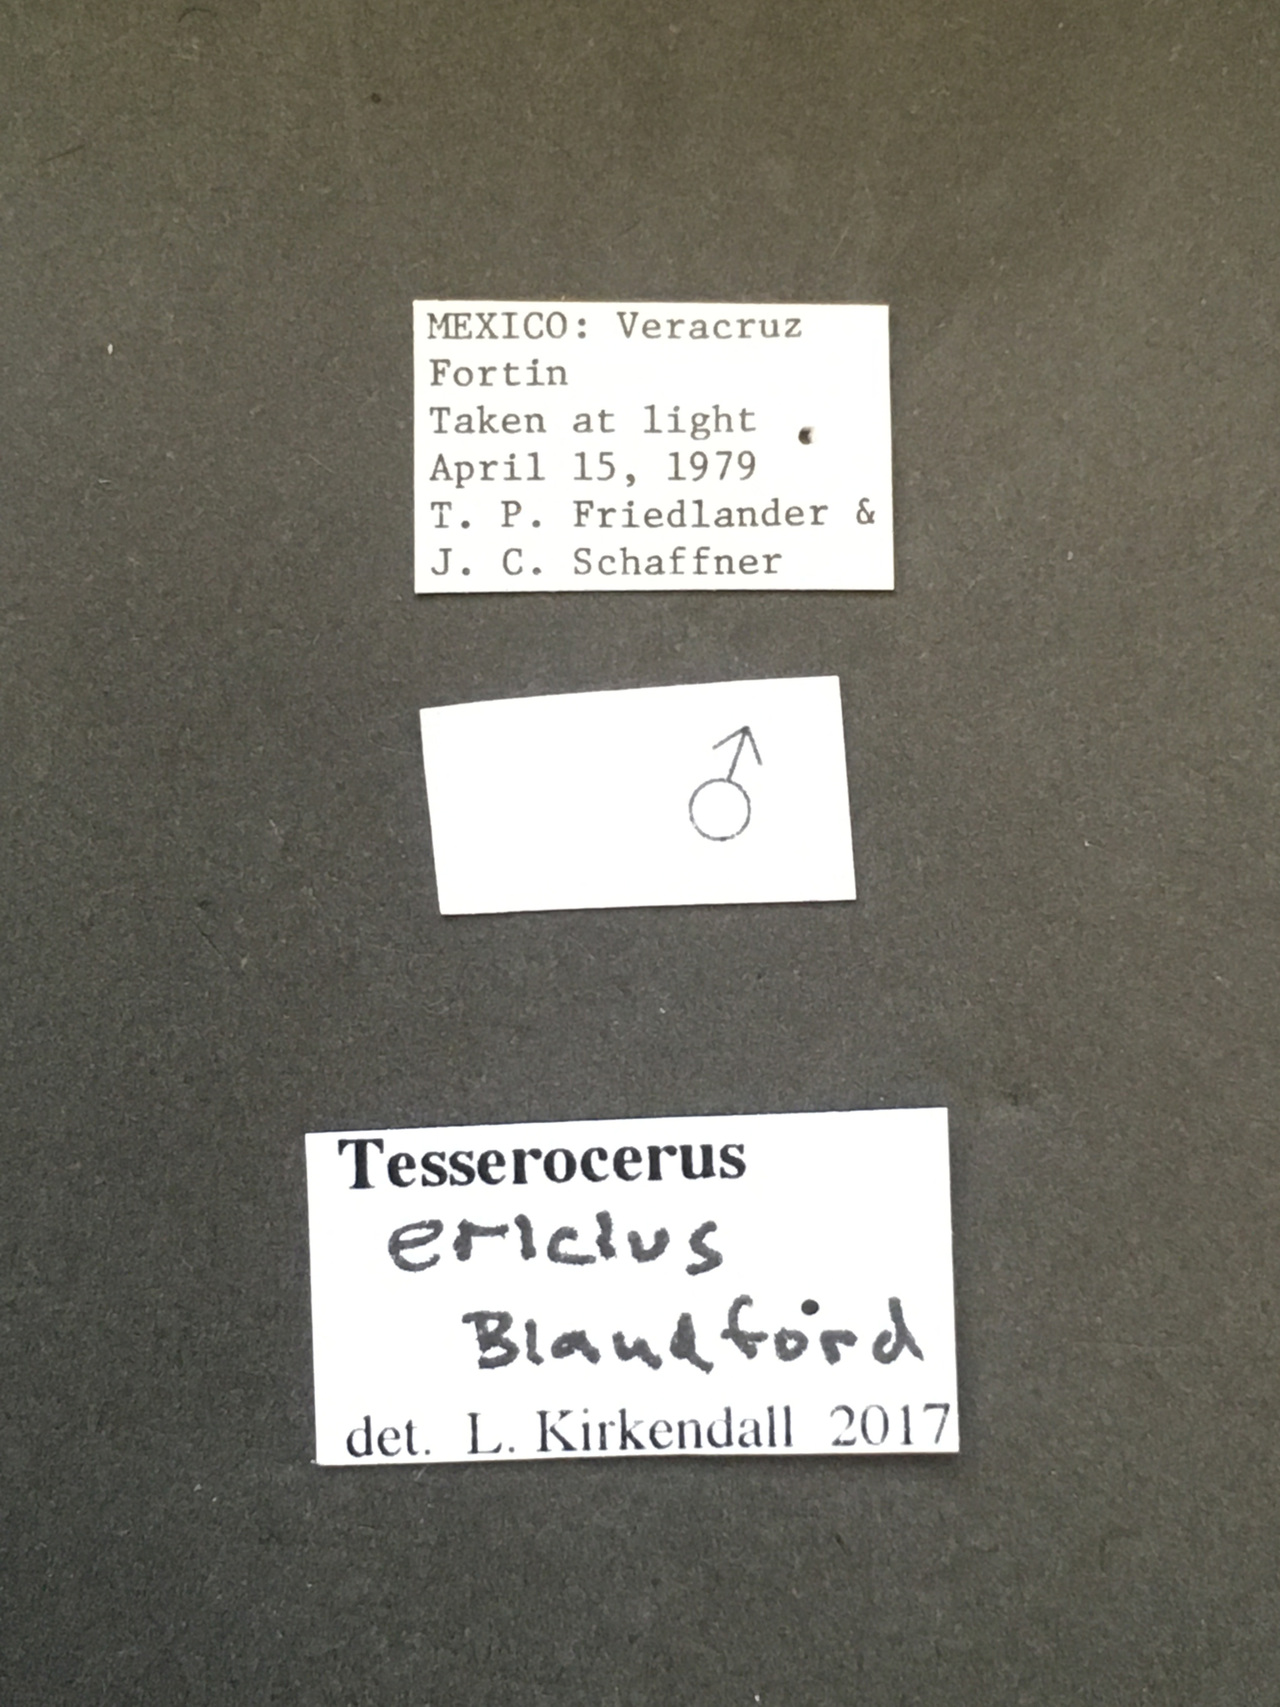 MEXICO: Veracruz
Fortin
Taken at light
April 15, 1979
T. P. Friedlander &
J. C. Schaffner
♂
Tesserocerus
ericius
Blandford
det. L. Kirkendall 2017